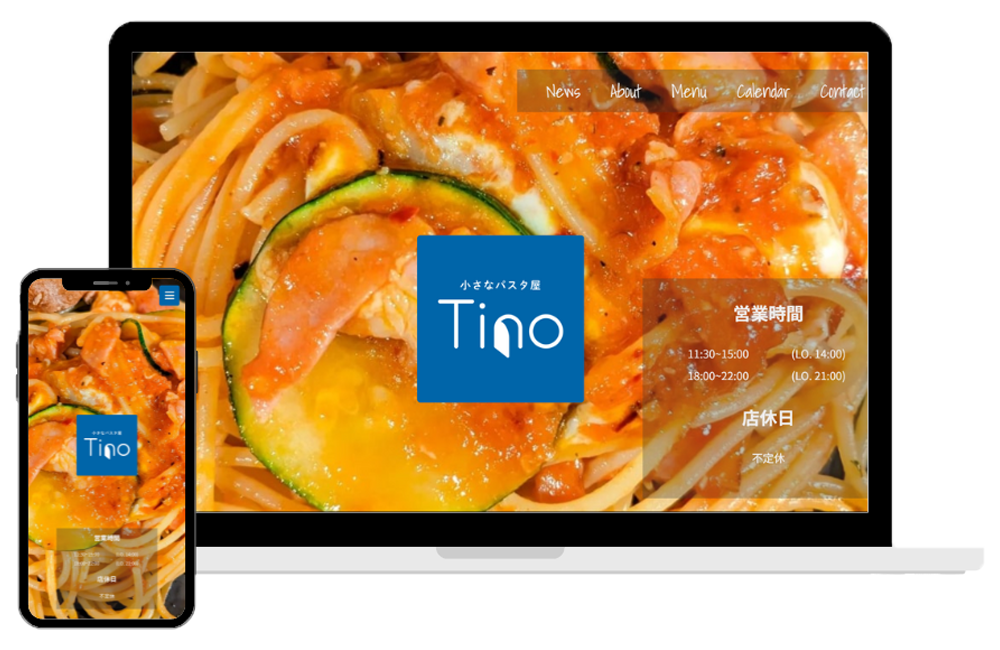 News About Menu Calendar Contact
小さなパスタ屋
Tino
営業時間
11:30~15:00 (LO. 14:00)
18:00~22:00 (LO. 21:00)
店休日
不定休
小さなパスタ屋
Tino
営業時間
店休日
不定休